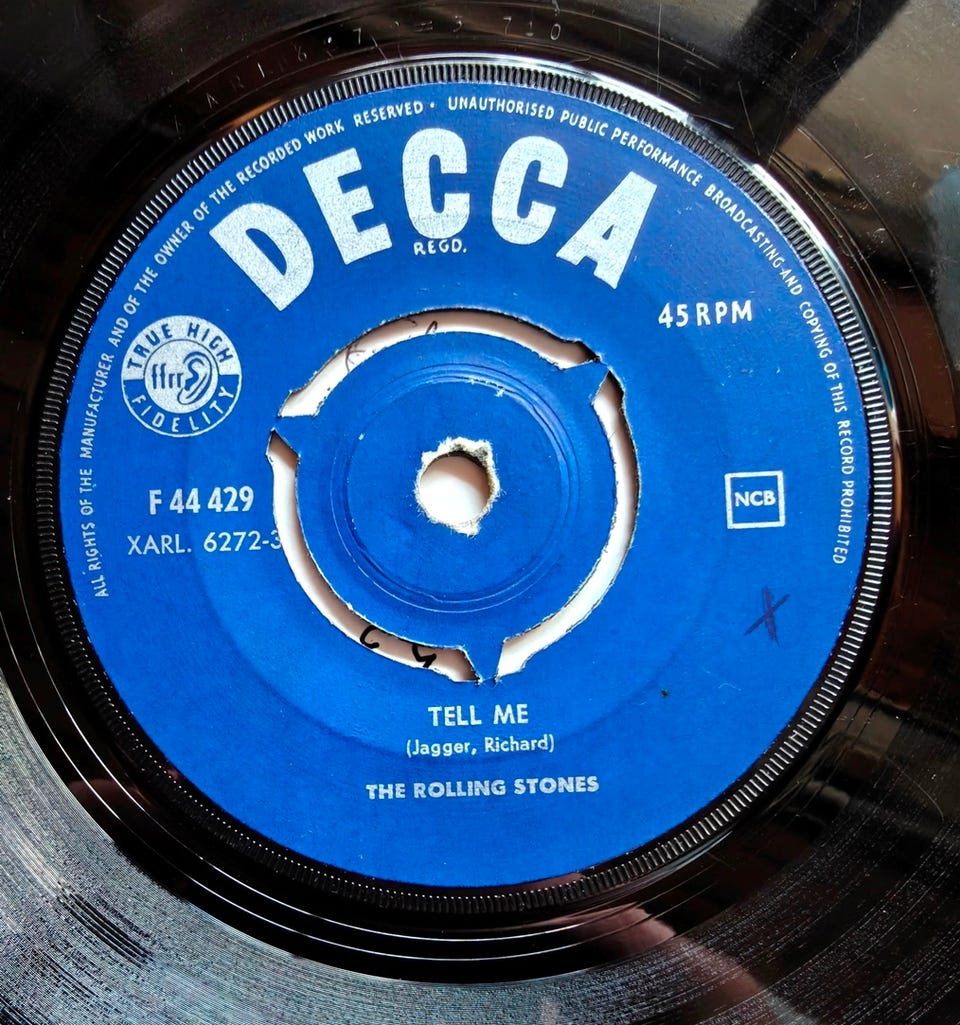 ALL RIGHTS OF THE MANUFACTURER AND OF THE OWNER OF THE RECORDED WORK RESERVED • UNAUTHORISED PUBLIC PERFORMANCE BROADCASTING AND COPYING OF THIS RECORD PROHIBITED
DECCA
REGD.
45 RPM
TRUE HIGH
FIDELITY
ffrr
F 44 429
XARL. 6272-3
NCB
TELL ME
(Jagger, Richard)
THE ROLLING STONES